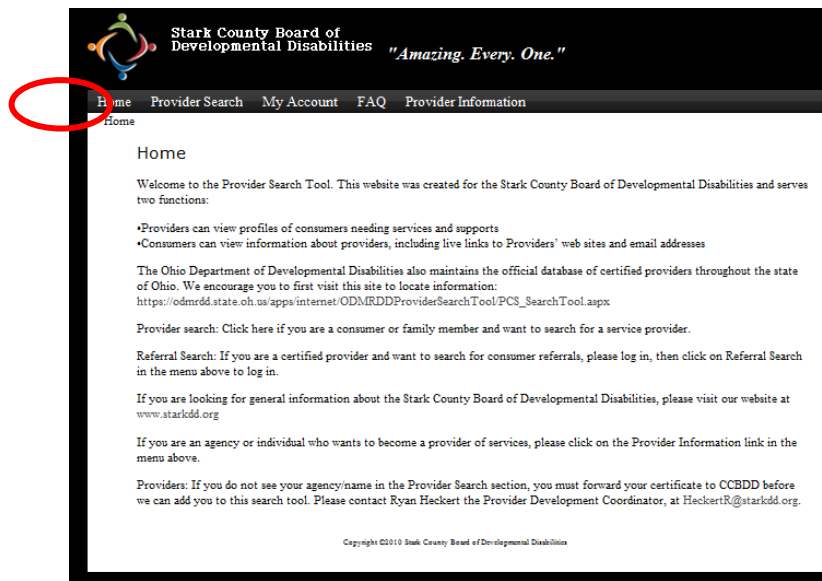 Stark County Board of
Developmental Disabilities "Amazing. Every. One."
Home Provider Search My Account FAQ Provider Information
Home
Home
Welcome to the Provider Search Tool. This website was created for the Stark County Board of Developmental Disabilities and serves
two functions:
•Providers can view profiles of consumers needing services and supports
•Consumers can view information about providers, including live links to Providers' web sites and email addresses
The Ohio Department of Developmental Disabilities also maintains the official database of certified providers throughout the state
of Ohio. We encourage you to first visit this site to locate information:
https://odmrdd.state.oh.us/apps/internet/ODMRDDProviderSearchTool/PCS_SearchTool.aspx
Provider search: Click here if you are a consumer or family member and want to search for a service provider.
Referral Search: If you are a certified provider and want to search for consumer referrals, please log in, then click on Referral Search
in the menu above to log in.
If you are looking for general information about the Stark County Board of Developmental Disabilities, please visit our website at
www.starkdd.org
If you are an agency or individual who wants to become a provider of services, please click on the Provider Information link in the
menu above.
Providers: If you do not see your agency/name in the Provider Search section, you must forward your certificate to CCBDD before
we can add you to this search tool. Please contact Ryan Heckert the Provider Development Coordinator, at HeckertR@starkdd.org.
Copyright ©2010 Stark County Board of Developmental Disabilities